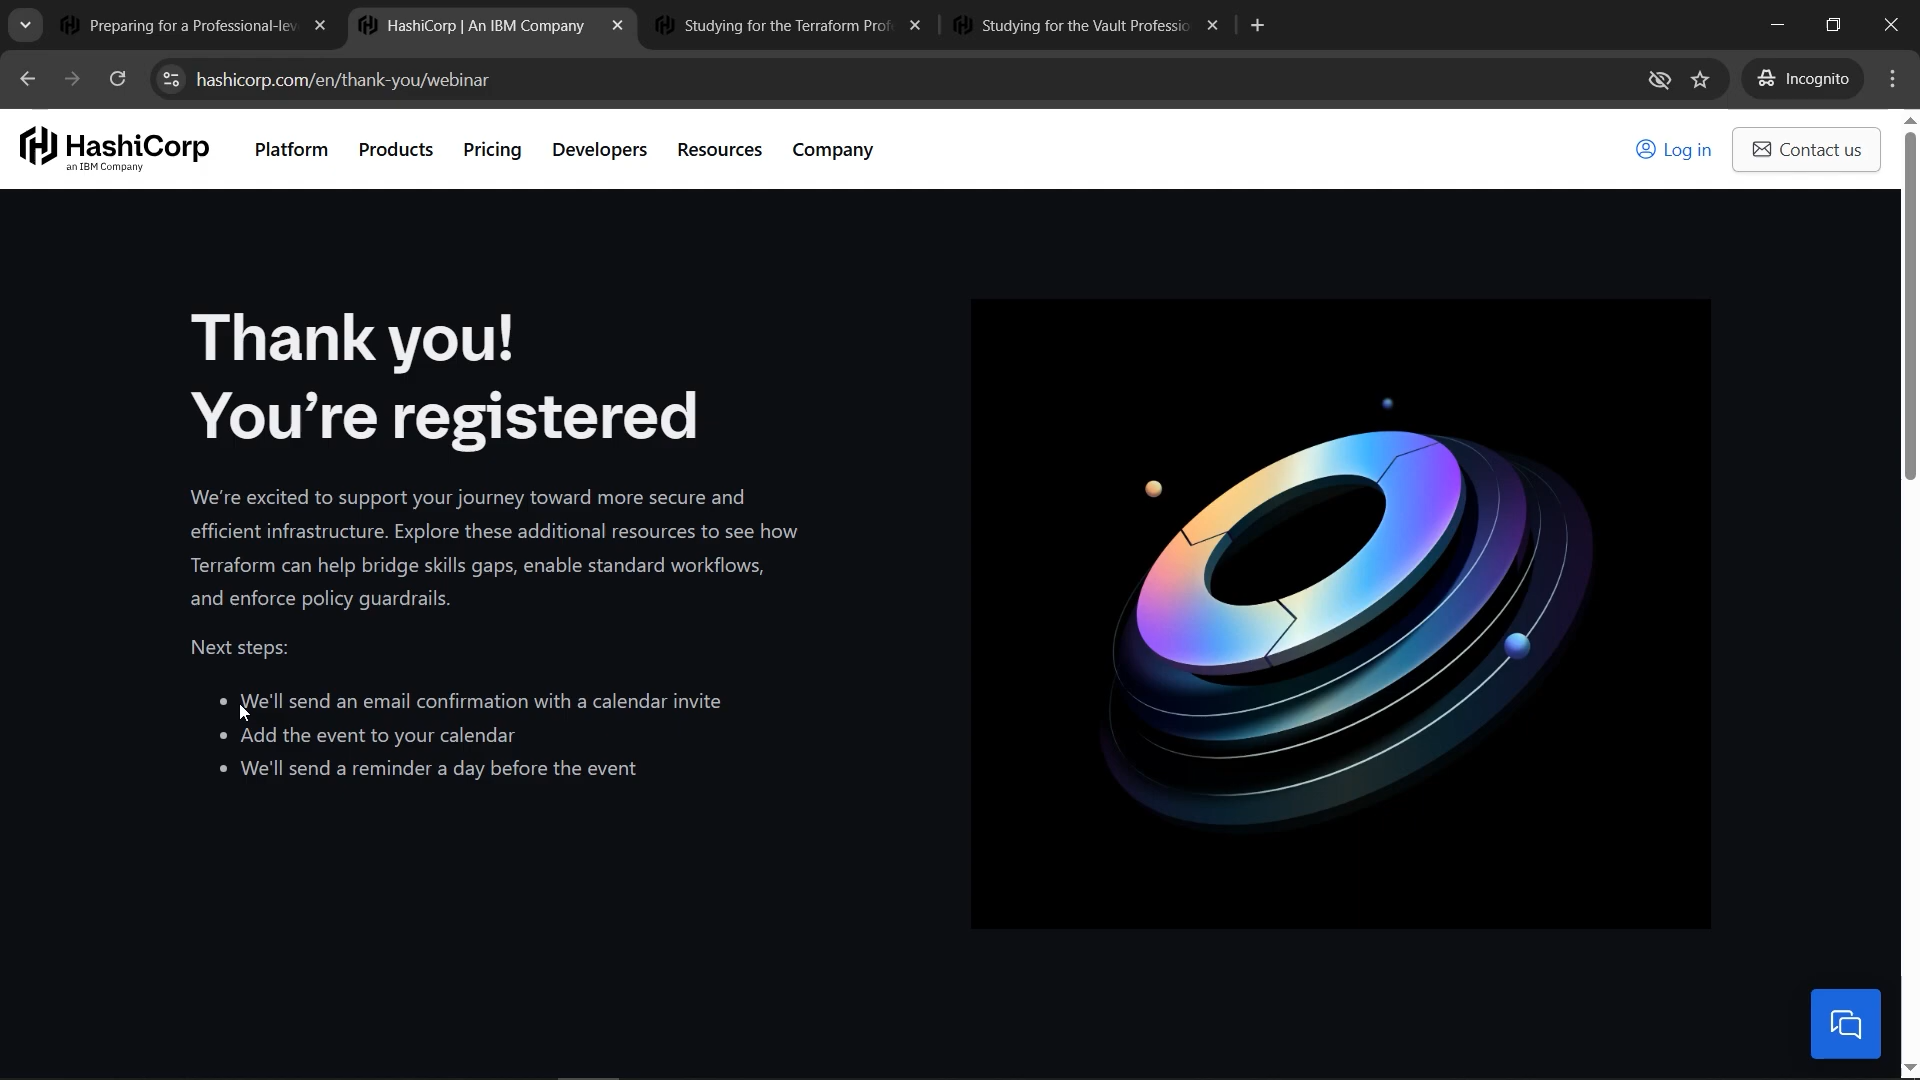 Preparing for a Professional-lev
HashiCorp | An IBM Company
Studying for the Terraform Prof
Studying for the Vault Professio
hashicorp.com/en/thank-you/webinar
Incognito
HashiCorp
an IBM Company
Platform
Products
Pricing
Developers
Resources
Company
Log in
Contact us
Thank you!
You’re registered
We’re excited to support your journey toward more secure and
efficient infrastructure. Explore these additional resources to see how
Terraform can help bridge skills gaps, enable standard workflows,
and enforce policy guardrails.
Next steps:
• We'll send an email confirmation with a calendar invite
• Add the event to your calendar
• We'll send a reminder a day before the event